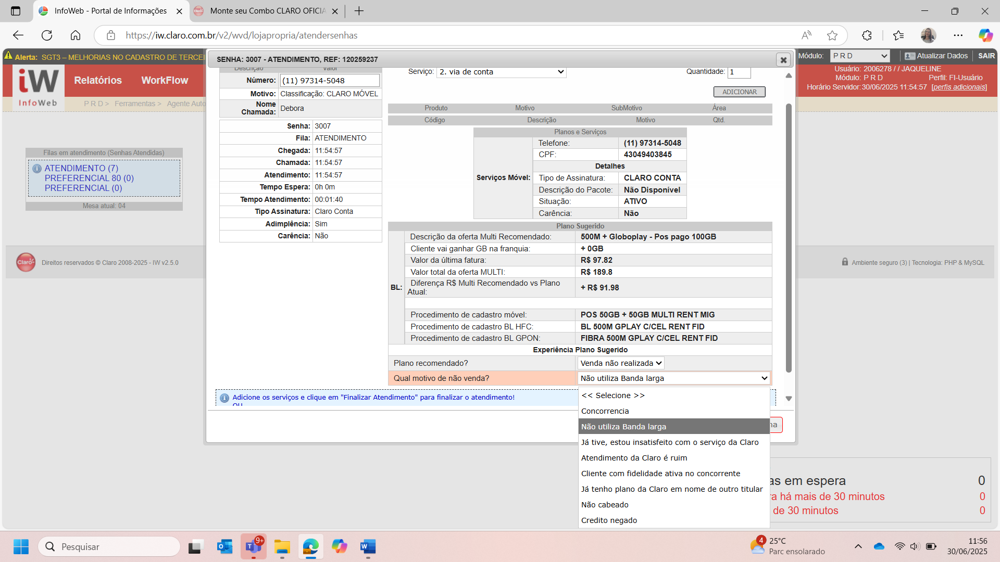 InfoWeb - Portal de Informações
Monte seu Combo CLARO OFICIA
https://iw.claro.com.br/v2/wvd/lojapropria/atendersenhas
Alerta: SGT3 – MELHORIAS NO CADASTRO DE TERCEI
Módulo: P R D
Atualizar Dados
SAIR
iW
InfoWeb
Relatórios
WorkFlow
Usuário: 2006278 / / JAQUELINE
Módulo: P R D
Perfil: FI-Usuário
Horário Servidor:30/06/2025 11:54:57 [perfis adicionais]
P R D > Ferramentas > Agente Auto
Filas em atendimento (Senhas Atendidas)
ATENDIMENTO (7)
PREFERENCIAL 80 (0)
PREFERENCIAL (0)
Mesa atual: 04
Claro
Direitos reservados © Claro 2008-2025 - IW v2.5.0
Ambiente seguro (3) | Tecnologia: PHP & MySQL
SENHA: 3007 - ATENDIMENTO, REF: 120259237
Descrição Valor
Número: (11) 97314-5048
Motivo: Classificação: CLARO MÓVEL
Nome
Chamada: Debora
Senha: 3007
Fila: ATENDIMENTO
Chegada: 11:54:57
Chamada: 11:54:57
Atendimento: 11:54:57
Tempo Espera: 0h 0m
Tempo Atendimento: 00:01:40
Tipo Assinatura: Claro Conta
Adimplência: Sim
Carência: Não
Serviço: 2. via de conta
Quantidade: 1
ADICIONAR
Produto Motivo SubMotivo Área
Código Descrição Motivo Qtd.
Planos e Serviços
Serviços Móvel:
Telefone: (11) 97314-5048
CPF: 43049403845
Detalhes
Tipo de Assinatura: CLARO CONTA
Descrição do Pacote: Não Disponível
Situação: ATIVO
Carência: Não
Plano Sugerido
BL:
Descrição da oferta Multi Recomendado: 500M + Globoplay - Pos pago 100GB
Cliente vai ganhar GB na franquia: + 0GB
Valor da última fatura: R$ 97.82
Valor total da oferta MULTI: R$ 189.8
Diferença R$ Multi Recomendado vs Plano
Atual: + R$ 91.98
Procedimento de cadastro móvel: POS 50GB + 50GB MULTI RENT MIG
Procedimento de cadastro BL HFC: BL 500M GPLAY C/CEL RENT FID
Procedimento de cadastro BL GPON: FIBRA 500M GPLAY C/CEL RENT FID
Experiência Plano Sugerido
Plano recomendado? Venda não realizada
Qual motivo de não venda? Não utiliza Banda larga
Adicione os serviços e clique em "Finalizar Atendimento" para finalizar o atendimento!
OU
<< Selecione >>
Concorrencia
Não utiliza Banda larga
Já tive, estou insatisfeito com o serviço da Claro
Atendimento da Claro é ruim
Cliente com fidelidade ativa no concorrente
Já tenho plano da Claro em nome de outro titular
Não cabeado
Credito negado
ha
as em espera 0
ra há mais de 30 minutos 0
de 30 minutos 0
Pesquisar
9+
4
25°C
Parc ensolarado
11:56
30/06/2025